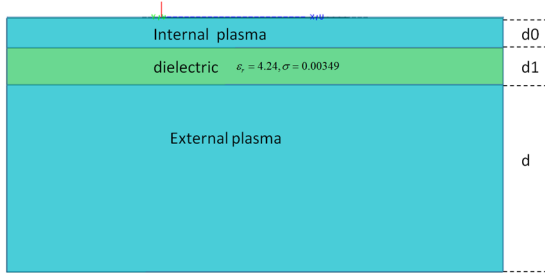 X/U
Internal plasma
d0
dielectric εr = 4.24, σ = 0.00349
d1
External plasma
d